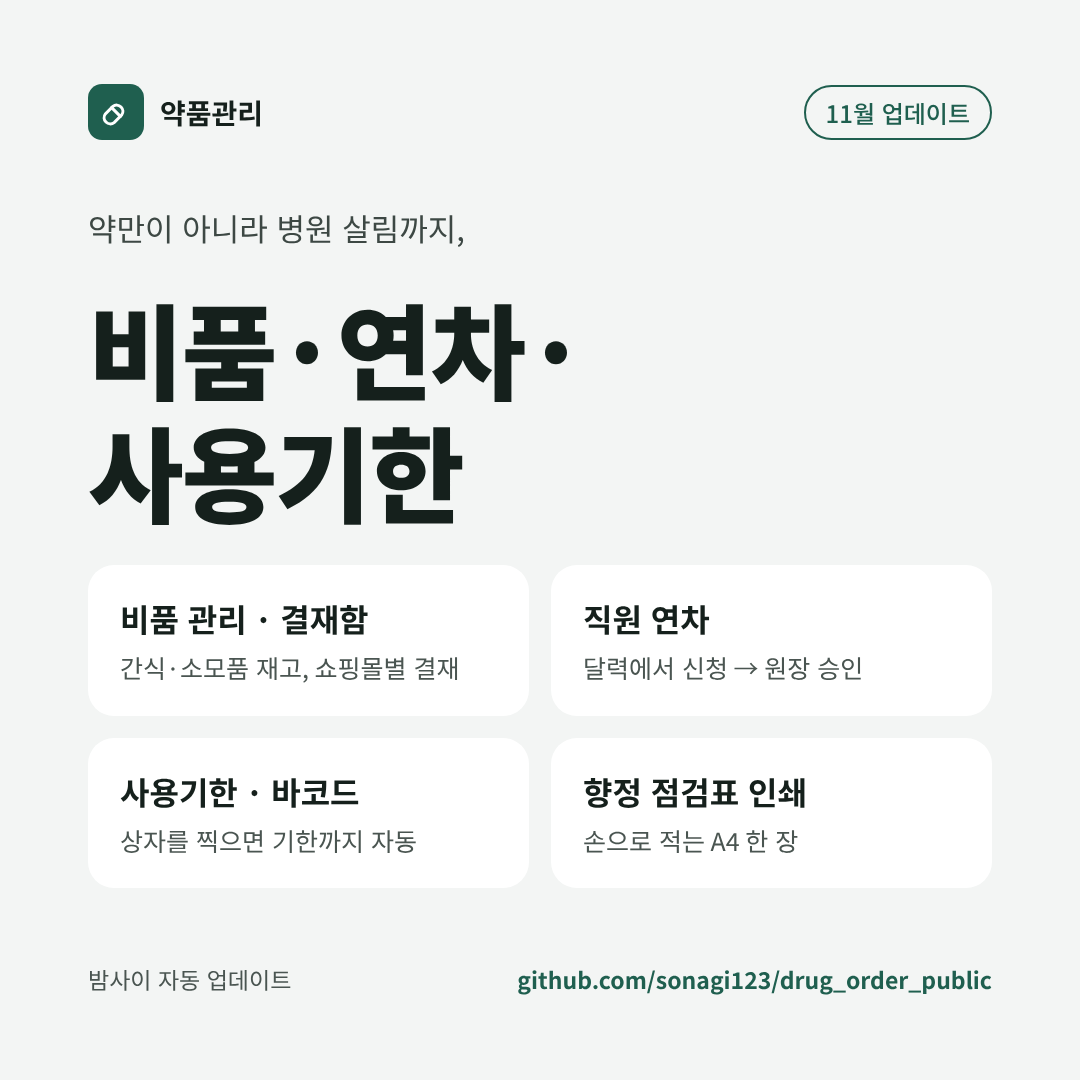 약품관리
11월 업데이트
약만이 아니라 병원 살림까지,
비품·연차·
사용기한
비품 관리 · 결재함
간식·소모품 재고, 쇼핑몰별 결재
직원 연차
달력에서 신청 → 원장 승인
사용기한 · 바코드
상자를 찍으면 기한까지 자동
향정 점검표 인쇄
손으로 적는 A4 한 장
밤사이 자동 업데이트
github.com/sonagi123/drug_order_public